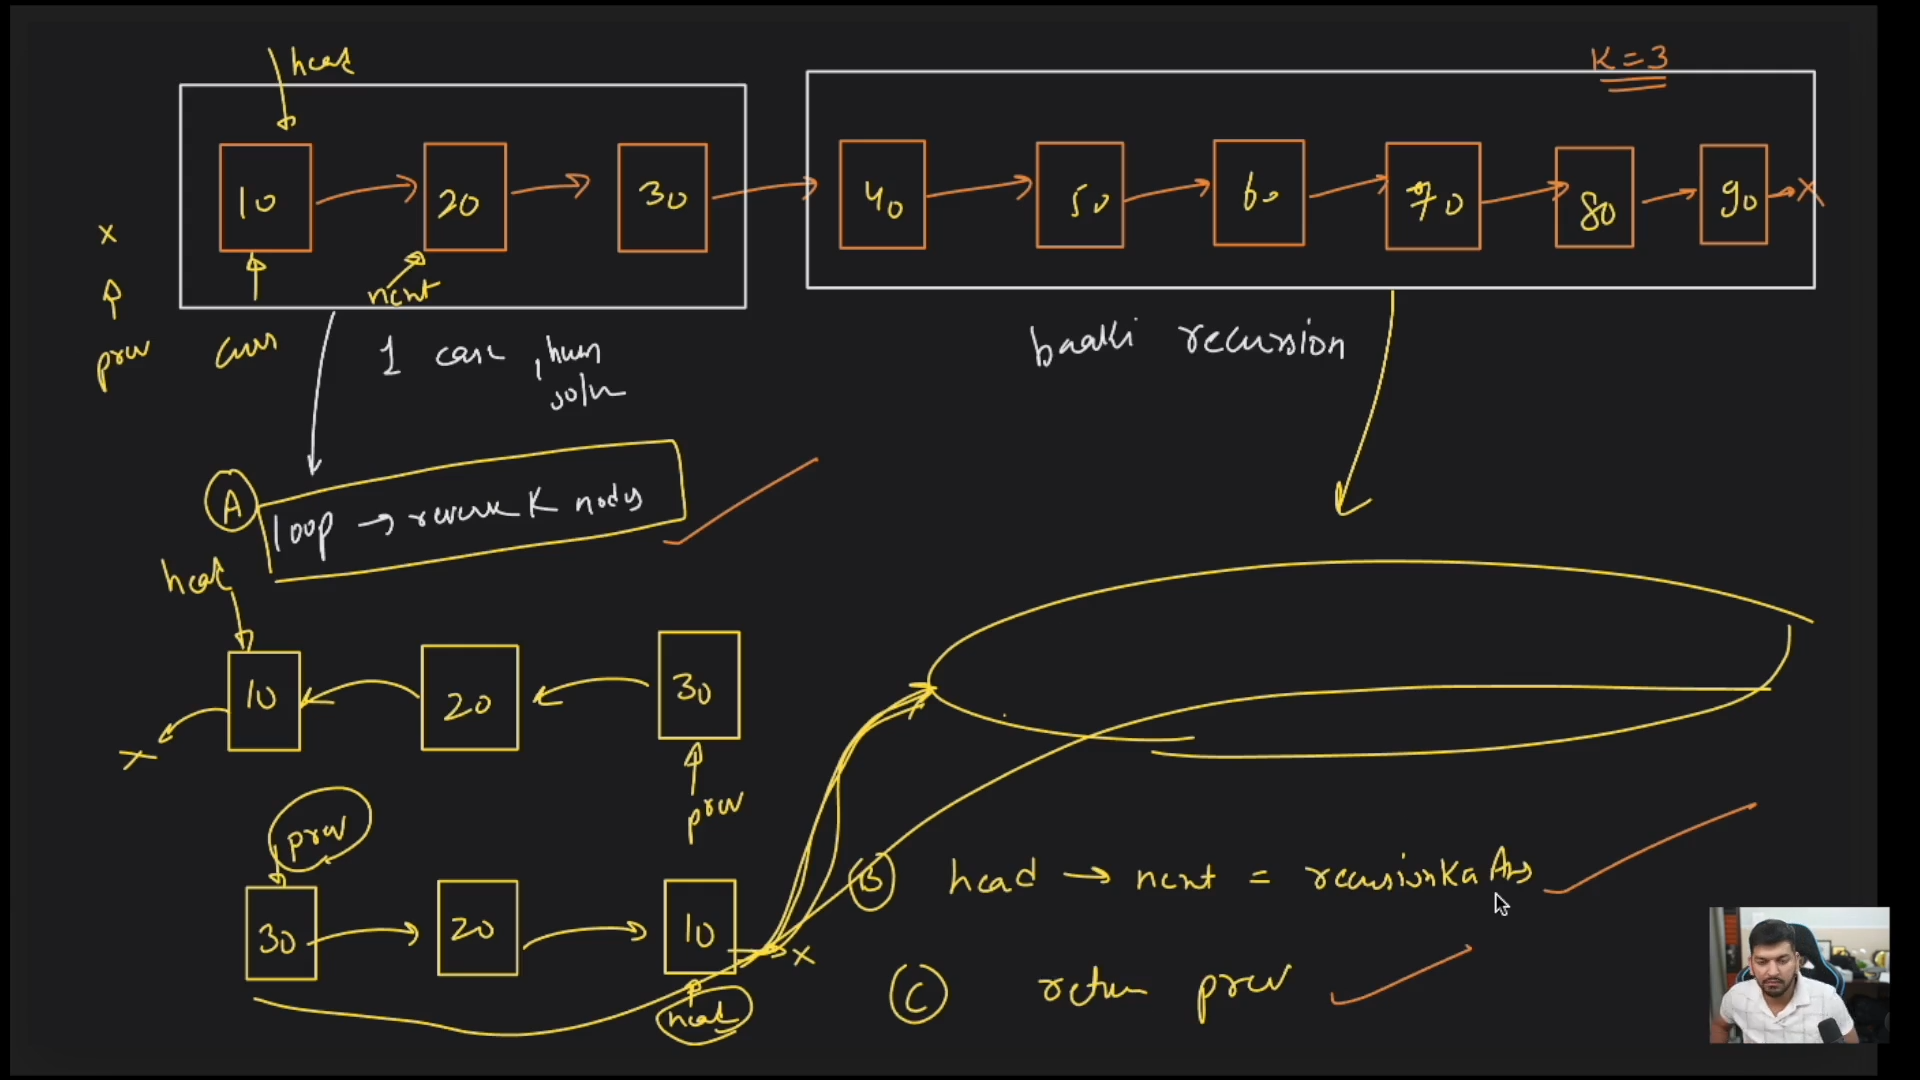 head
K = 3
10 20 30 40 50 60 70 80 90 x
x
next
prev curr
1 case, hum solve
baaki recursion
A loop → reverse K nodes
head
10 20 30
x
prev
prev
30 20 10 x
head
B head → next = recursionKaAns
C return prev